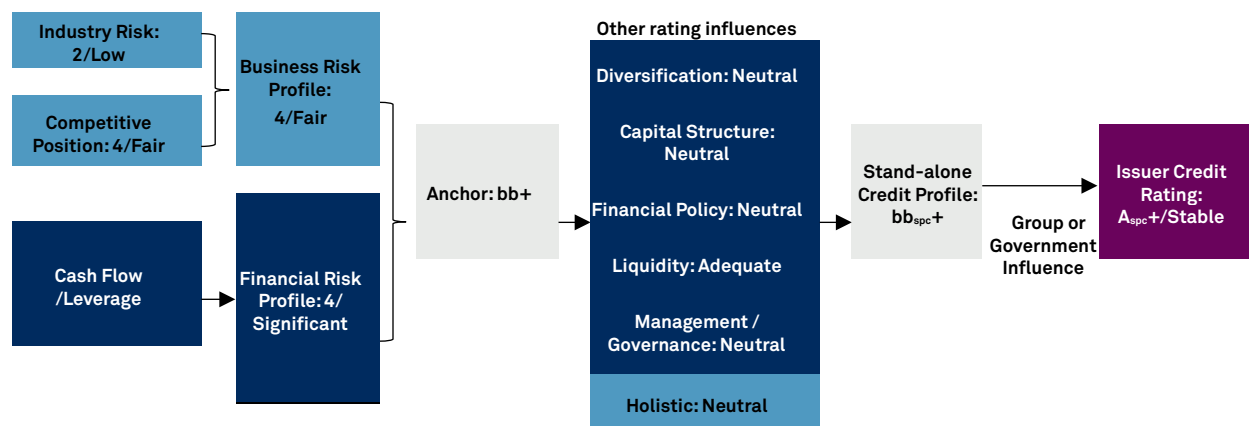 Industry Risk:
2/Low
Competitive
Position: 4/Fair
Business Risk
Profile:
4/Fair
Cash Flow
/Leverage
Financial Risk
Profile: 4/
Significant
Anchor: bb+
Other rating influences
Diversification: Neutral
Capital Structure:
Neutral
Financial Policy: Neutral
Liquidity: Adequate
Management /
Governance: Neutral
Holistic: Neutral
Stand-alone
Credit Profile:
bbspc+
Group or
Government
Influence
Issuer Credit
Rating:
Aspc+/Stable